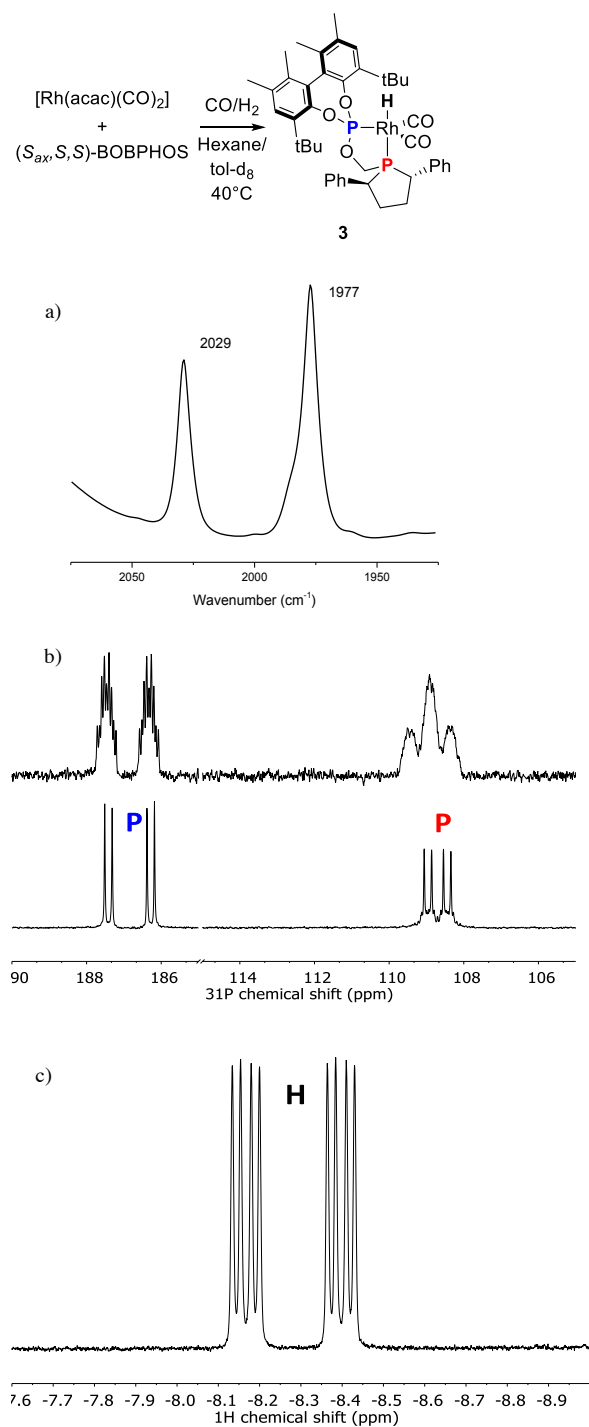 [Rh(acac)(CO)2]
+
(Sax,S,S)-BOBPHOS
CO/H2
Hexane/
tol-d8
40°C
tBu
H
O
O
P
Rh
CO
CO
tBu
O
P
Ph
Ph
3
a)
1977
2029
2050
2000
1950
Wavenumber (cm-1)
b)
P
P
90
188
186
114
112
110
108
106
31P chemical shift (ppm)
c)
H
7.6 -7.7 -7.8 -7.9 -8.0 -8.1 -8.2 -8.3 -8.4 -8.5 -8.6 -8.7 -8.8 -8.9
1H chemical shift (ppm)